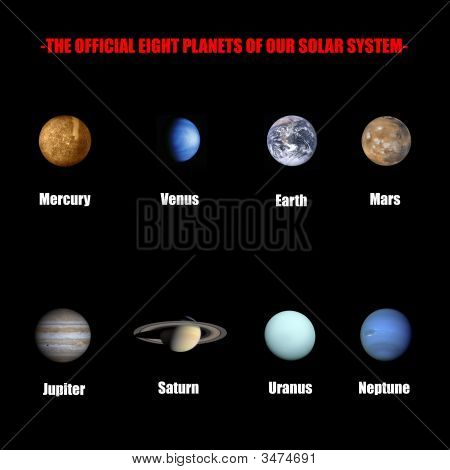 -THE OFFICIAL EIGHT PLANETS OF OUR SOLAR SYSTEM-
Mercury Venus Earth Mars
BIGSTOCK
Jupiter Saturn Uranus Neptune
www.bigstock.com · 3474691